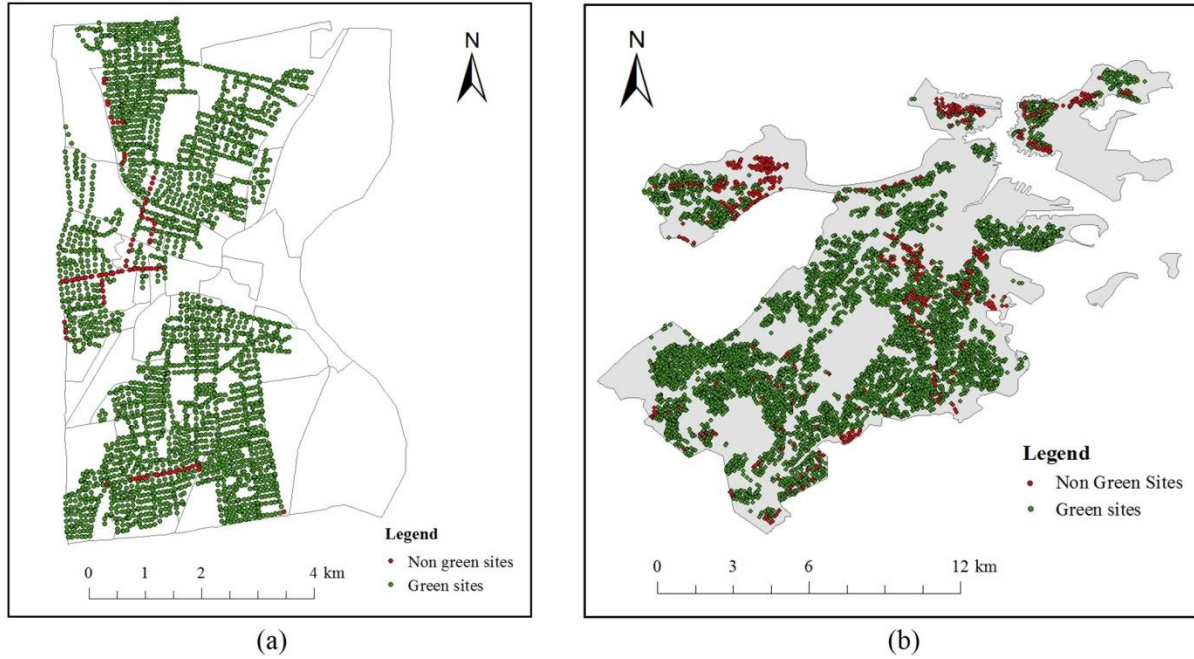 N
Legend
Non green sites
Green sites
0 1 2 4 km
(a)
N
Legend
Non Green Sites
Green sites
0 3 6 12 km
(b)